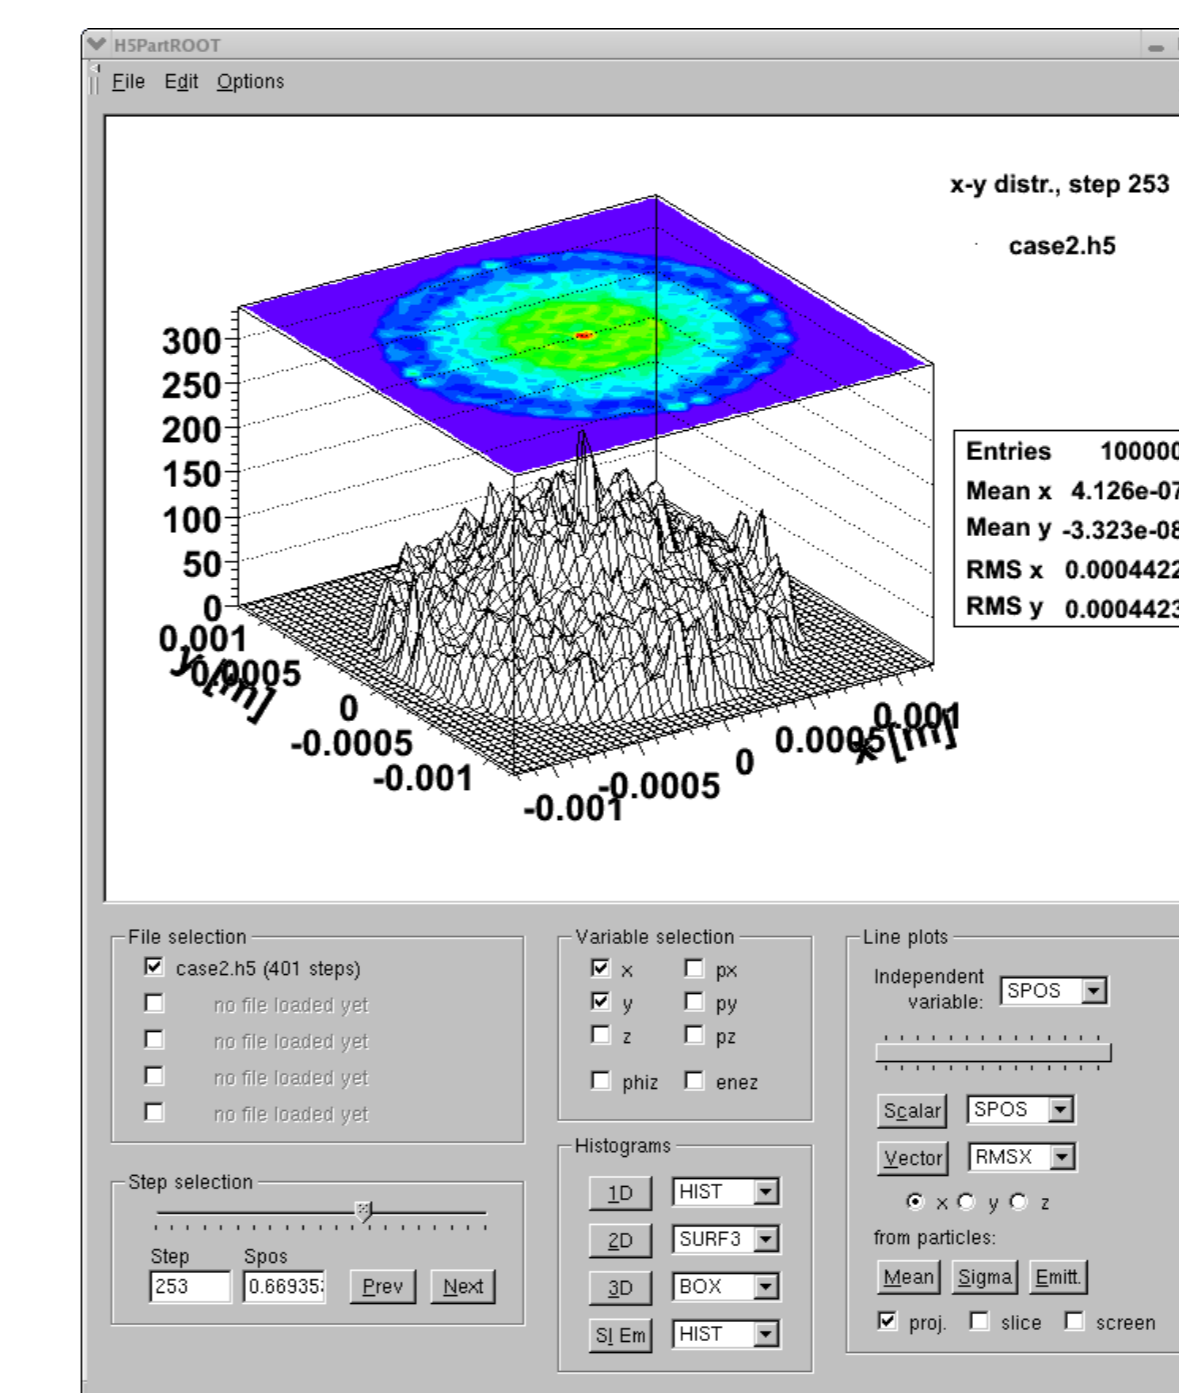 H5PartROOT
File Edit Options
x-y distr., step 253
case2.h5
300
250
200
150
100
50
0
0.001
0.0005
0
-0.0005
-0.001
y [m]
-0.001
-0.0005
0
0.0005
0.001
x [m]
Entries 100000
Mean x 4.126e-07
Mean y -3.323e-08
RMS x 0.0004422
RMS y 0.0004423
File selection
case2.h5 (401 steps)
no file loaded yet
no file loaded yet
no file loaded yet
no file loaded yet
Step selection
Step Spos
253 0.66935
Prev Next
Variable selection
x px
y py
z pz
phiz enez
Histograms
1D HIST
2D SURF3
3D BOX
Sl Em HIST
Line plots
Independent
variable: SPOS
Scalar SPOS
Vector RMSX
x y z
from particles:
Mean Sigma Emitt.
proj. slice screen